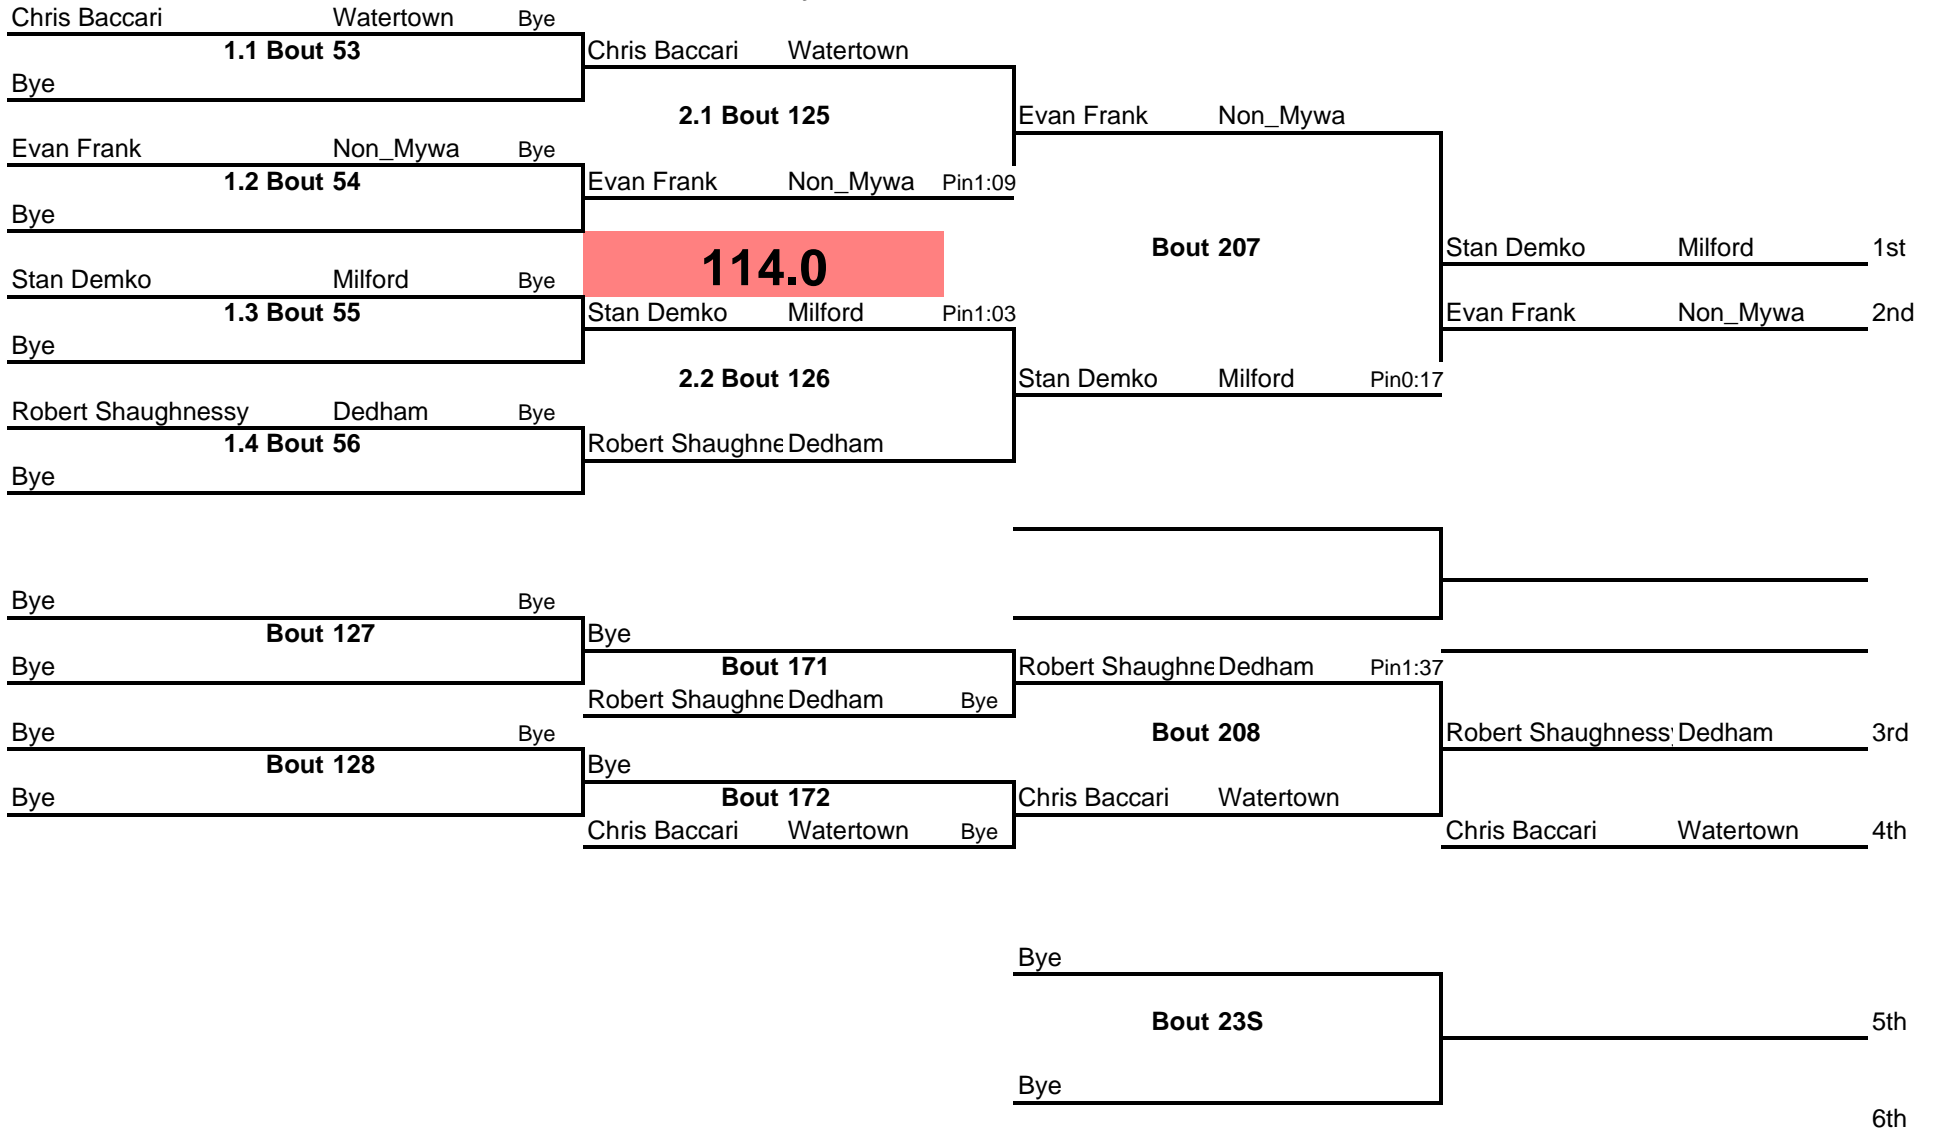 Chris Baccari Watertown Bye
1.1 Bout 53 Chris Baccari Watertown
Bye
2.1 Bout 125 Evan Frank Non_Mywa
Evan Frank Non_Mywa Bye
1.2 Bout 54 Evan Frank Non_Mywa Pin1:09
Bye
114.0 Bout 207 Stan Demko Milford 1st
Stan Demko Milford Bye
1.3 Bout 55 Stan Demko Milford Pin1:03 Evan Frank Non_Mywa 2nd
Bye
2.2 Bout 126 Stan Demko Milford Pin0:17
Robert Shaughnessy Dedham Bye
1.4 Bout 56 Robert Shaughne Dedham
Bye
Bye Bye
Bout 127 Bye
Bye Bout 171 Robert Shaughne Dedham Pin1:37
Robert Shaughne Dedham Bye
Bye Bye Bout 208 Robert Shaughness Dedham 3rd
Bout 128 Bye
Bye Bout 172 Chris Baccari Watertown
Chris Baccari Watertown Bye Chris Baccari Watertown 4th
Bye
Bout 23S 5th
Bye
6th